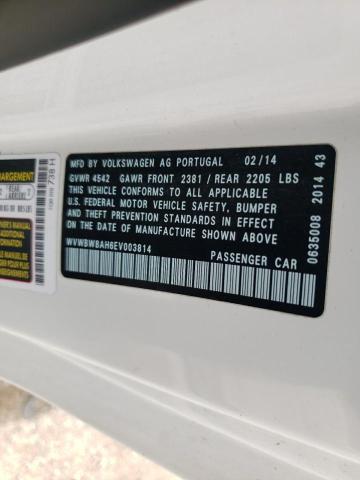 MFD BY VOLKSWAGEN AG PORTUGAL 02/14
GVWR 4542 GAWR FRONT 2381 / REAR 2205 LBS
THIS VEHICLE CONFORMS TO ALL APPLICABLE
U.S. FEDERAL MOTOR VEHICLE SAFETY, BUMPER
AND THEFT PREVENTION STANDARDS IN EFFECT ON
THE DATE OF MANUFACTURE SHOWN ABOVE
WVWBW8AH6EV003814
PASSENGER CAR
0635008 2014 43
738 H